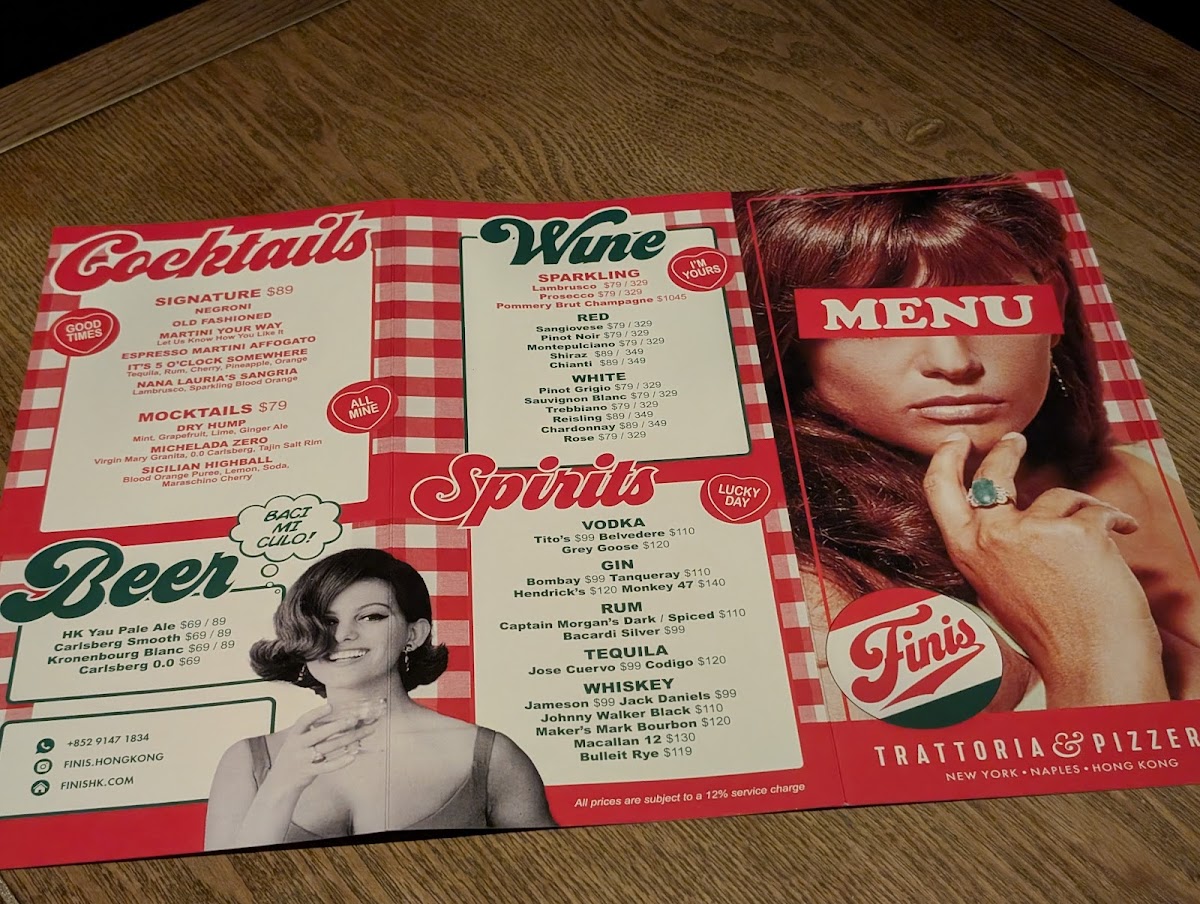 Cocktails
SIGNATURE $89
NEGRONI
OLD FASHIONED
MARTINI YOUR WAY
Let Us Know How You Like It
ESPRESSO MARTINI AFFOGATO
IT'S 5 O'CLOCK SOMEWHERE
Tequila, Rum, Cherry, Pineapple, Orange
NANA LAURIA'S SANGRIA
Lambrusco, Sparkling Blood Orange
GOOD
TIMES
MOCKTAILS $79
DRY HUMP
Mint, Grapefruit, Lime, Ginger Ale
MICHELADA ZERO
Virgin Mary Granita, 0.0 Carlsberg, Tajin Salt Rim
SICILIAN HIGHBALL
Blood Orange Puree, Lemon, Soda,
Maraschino Cherry
ALL
MINE
Beer
HK Yau Pale Ale $69 / 89
Carlsberg Smooth $69 / 89
Kronenbourg Blanc $69 / 89
Carlsberg 0.0 $69
BACI
MI
CULO!
+852 9147 1834
FINIS.HONGKONG
FINISHK.COM
Wine
SPARKLING
Lambrusco $79 / 329
Prosecco $79 / 329
Pommery Brut Champagne $1045
I'M
YOURS
RED
Sangiovese $79 / 329
Pinot Noir $79 / 329
Montepulciano $79 / 329
Shiraz $89 / 349
Chianti $89 / 349
WHITE
Pinot Grigio $79 / 329
Sauvignon Blanc $79 / 329
Trebbiano $79 / 329
Reisling $89 / 349
Chardonnay $89 / 349
Rose $79 / 329
Spirits
LUCKY
DAY
VODKA
Tito's $99 Belvedere $110
Grey Goose $120
GIN
Bombay $99 Tanqueray $110
Hendrick's $120 Monkey 47 $140
RUM
Captain Morgan's Dark / Spiced $110
Bacardi Silver $99
TEQUILA
Jose Cuervo $99 Codigo $120
WHISKEY
Jameson $99 Jack Daniels $99
Johnny Walker Black $110
Maker's Mark Bourbon $120
Macallan 12 $130
Bulleit Rye $119
All prices are subject to a 12% service charge
MENU
Finis
TRATTORIA & PIZZER
NEW YORK • NAPLES • HONG KONG